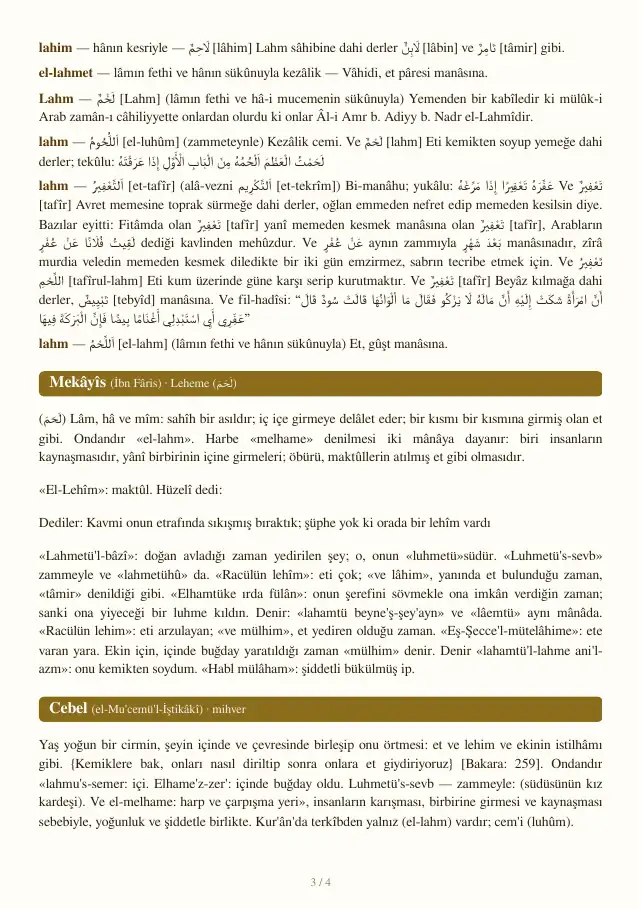 lahim — hânın kesriyle — لَاحِمٌ [lâhim] Lahm sâhibine dahi derler لَابِنٌ [lâbin] ve تَامِرٌ [tâmir] gibi.
el-lahmet — lâmın fethi ve hânın sükûnuyla kezâlik — Vâhidi, et pâresi manâsına.
Lahm — لَخْمٌ [Lahm] (lâmın fethi ve hâ-i mucemenin sükûnuyla) Yemenden bir kabîledir ki mülûk-i
Arab zamân-ı câhiliyyette onlardan olurdu ki onlar Âl-i Amr b. Adiyy b. Nadr el-Lahmîdir.
lahm — اَللُّحُومُ [el-luhûm] (zammeteynle) Kezâlik cemi. Ve لَحْمٌ [lahm] Eti kemikten soyup yemeğe dahi
derler; tekûlu: لَحَمْتُ الْعَظْمَ اَلْحُمُهُ مِنَ الْبَابِ الْأَوَّلِ إِذَا عَرَقْتَهُ
lahm — اَلتَّعْفِيرُ [et-tafîr] (alâ-vezni اَلتَّكْرِيمِ [et-tekrîm]) Bi-manâhu; yukâlu: عَفَّرَهُ تَعْفِيرًا إِذَا مَرَّغَهُ Ve تَعْفِيرٌ
[tafîr] Avret memesine toprak sürmeğe dahi derler, oğlan emmeden nefret edip memeden kesilsin diye.
Bazılar eyitti: Fitâmda olan تَعْفِيرٌ [tafîr] yanî memeden kesmek manâsına olan تَعْفِيرٌ [tafîr], Arabların
لَقِيتُ فُلَانًا عَنْ عُفْرٍ dediği kavlinden mehûzdur. Ve عَنْ عُفْرٍ aynın zammıyla بَعْدَ شَهْرٍ manâsınadır, zîrâ
murdia veledin memeden kesmek diledikte bir iki gün emzirmez, sabrın tecribe etmek için. Ve تَعْفِيرُ
اللَّحْمِ [tafîrul-lahm] Eti kum üzerinde güne karşı serip kurutmaktır. Ve تَعْفِيرٌ [tafîr] Beyâz kılmağa dahi
derler, تَبْيِيضٌ [tebyîd] manâsına. Ve fil-hadîsi: “أَنَّ امْرَأَةً شَكَتْ إِلَيْهِ أَنَّ مَالَهُ لَا يَزْكُو فَقَالَ مَا أَلْوَانُهَا قَالَتْ سُودٌ قَالَ
عَفِّرِي أَيِ اسْتَبْدِلِي أَغْنَامًا بِيضًا فَإِنَّ الْبَرَكَةَ فِيهَا”
lahm — اَللَّحْمُ [el-lahm] (lâmın fethi ve hânın sükûnuyla) Et, gûşt manâsına.
Mekâyîs (İbn Fâris) · Leheme (لَحَمَ)
(لَحَمَ) Lâm, hâ ve mîm: sahîh bir asıldır; iç içe girmeye delâlet eder; bir kısmı bir kısmına girmiş olan et
gibi. Ondandır «el-lahm». Harbe «melhame» denilmesi iki mânâya dayanır: biri insanların
kaynaşmasıdır, yânî birbirinin içine girmeleri; öbürü, maktûllerin atılmış et gibi olmasıdır.
«El-Lehîm»: maktûl. Hüzelî dedi:
Dediler: Kavmi onun etrafında sıkışmış bıraktık; şüphe yok ki orada bir lehîm vardı
«Lahmetü'l-bâzî»: doğan avladığı zaman yedirilen şey; o, onun «luhmetü»südür. «Luhmetü's-sevb»
zammeyle ve «lahmetühû» da. «Racülün lehîm»: eti çok; «ve lâhim», yanında et bulunduğu zaman,
«tâmir» denildiği gibi. «Elhamtüke ırda fülân»: onun şerefini sövmekle ona imkân verdiğin zaman;
sanki ona yiyeceği bir luhme kıldın. Denir: «lahamtü beyne'ş-şey'ayn» ve «lâemtü» aynı mânâda.
«Racülün lehim»: eti arzulayan; «ve mülhim», et yediren olduğu zaman. «Eş-Şecce'l-mütelâhime»: ete
varan yara. Ekin için, içinde buğday yaratıldığı zaman «mülhim» denir. Denir «lahamtü'l-lahme ani'l-
azm»: onu kemikten soydum. «Habl mülâham»: şiddetli bükülmüş ip.
Cebel (el-Mu'cemü'l-İştikâkî) · mihver
Yaş yoğun bir cirmin, şeyin içinde ve çevresinde birleşip onu örtmesi: et ve lehim ve ekinin istilhâmı
gibi. {Kemiklere bak, onları nasıl diriltip sonra onlara et giydiriyoruz} [Bakara: 259]. Ondandır
«lahmu's-semer: içi. Elhame'z-zer': içinde buğday oldu. Luhmetü's-sevb — zammeyle: (südüsünün kız
kardeşi). Ve el-melhame: harp ve çarpışma yeri», insanların karışması, birbirine girmesi ve kaynaşması
sebebiyle, yoğunluk ve şiddetle birlikte. Kur'ân'da terkîbden yalnız (el-lahm) vardır; cem'i (luhûm).
3 / 4